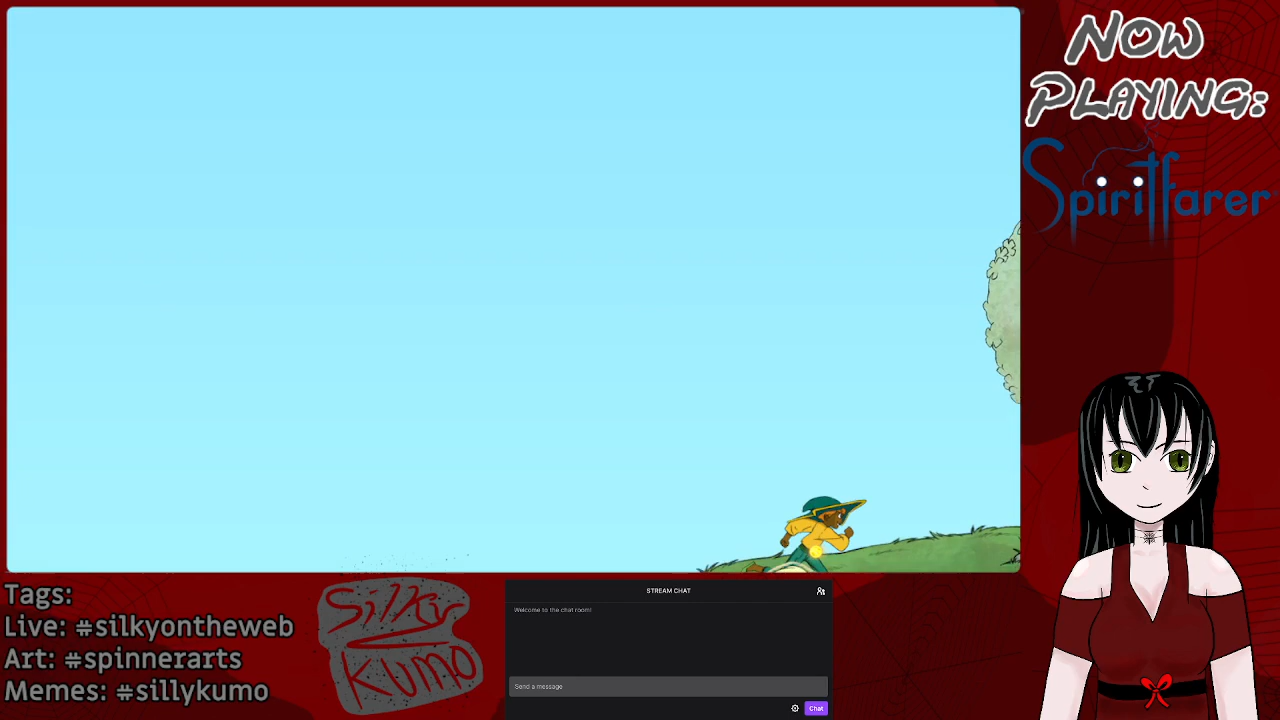 Now
Playing:
Spiritfarer
Tags:
Live: #silkyontheweb
Art: #spinnerarts
Memes: #sillykumo
Silky
Kumo
STREAM CHAT
Welcome to the chat room!
Send a message
Chat